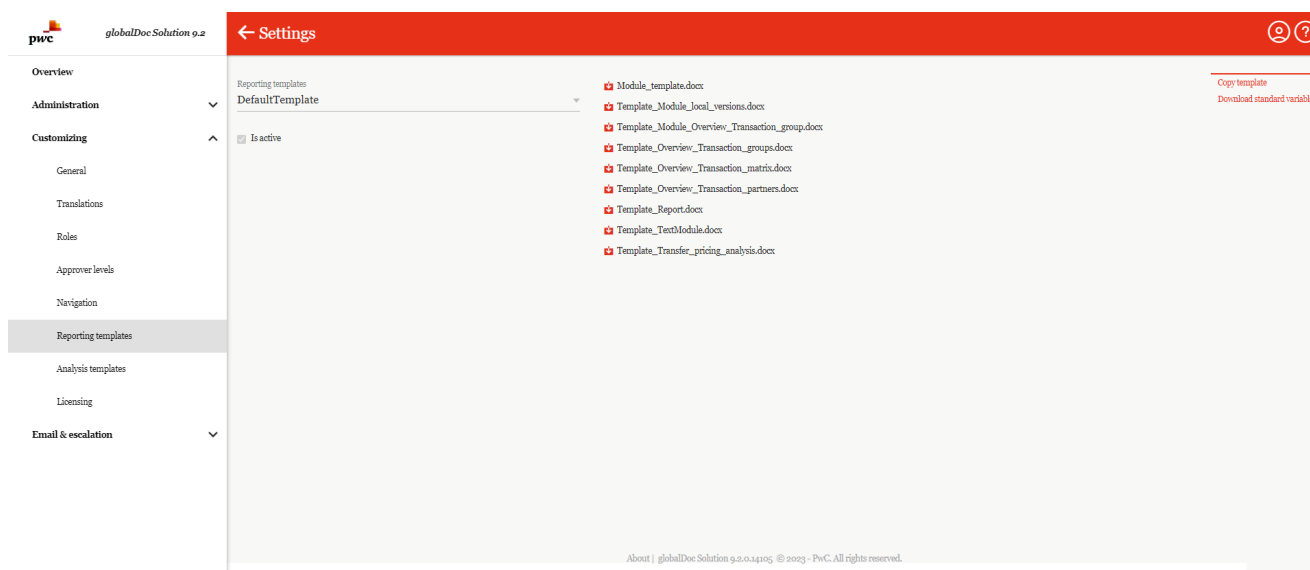 pwc
globalDoc Solution 9.2
Settings
Overview
Administration
Customizing
General
Translations
Roles
Approver levels
Navigation
Reporting templates
Analysis templates
Licensing
Email & escalation
Reporting templates
DefaultTemplate
Is active
Module_template.docx
Template_Module_local_versions.docx
Template_Module_Overview_Transaction_group.docx
Template_Overview_Transaction_groups.docx
Template_Overview_Transaction_matrix.docx
Template_Overview_Transaction_partners.docx
Template_Report.docx
Template_TextModule.docx
Template_Transfer_pricing_analysis.docx
Copy template
Download standard variabl
About | globalDoc Solution 9.2.0.14105 © 2023 - PwC. All rights reserved.